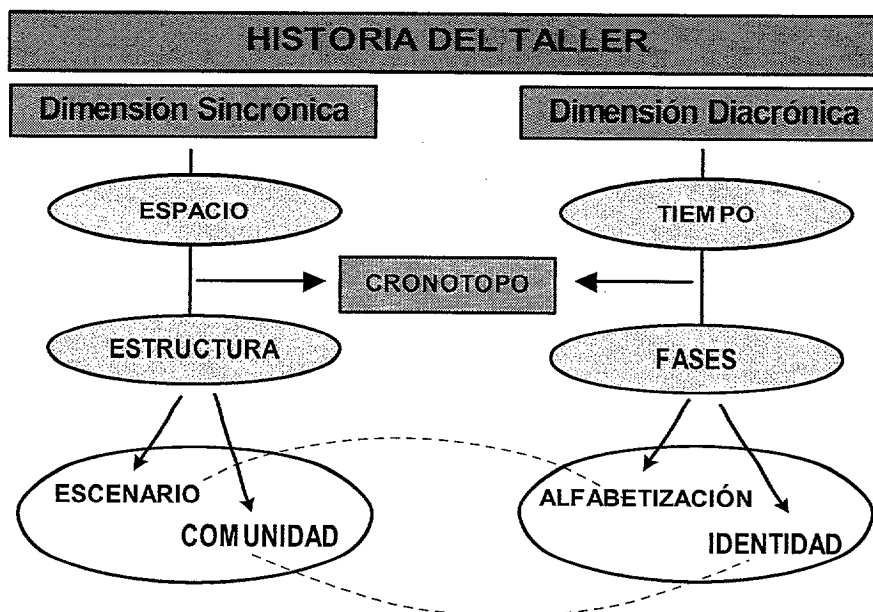 HISTORIA DEL TALLER
Dimensión Sincrónica
Dimensión Diacrónica
ESPACIO
TIEMPO
CRONOTOPO
ESTRUCTURA
FASES
ESCENARIO
COMUNIDAD
ALFABETIZACIÓN
IDENTIDAD